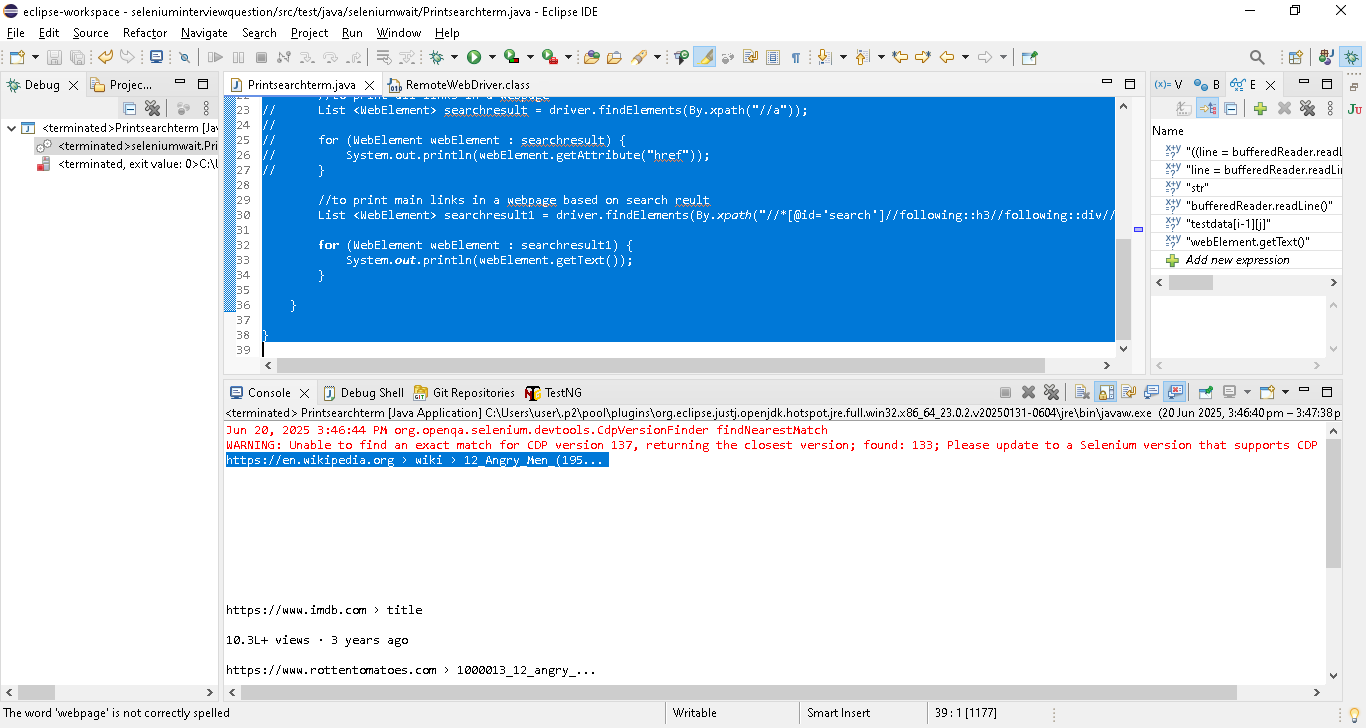 eclipse-workspace - seleniuminterviewquestion/src/test/java/seleniumwait/Printsearchterm.java - Eclipse IDE
File Edit Source Refactor Navigate Search Project Run Window Help
Debug Projec...
<terminated>Printsearchterm [Jav
<terminated>seleniumwait.Pri
<terminated, exit value: 0>C:\U
Printsearchterm.java RemoteWebDriver.class
23 // List <WebElement> searchresult = driver.findElements(By.xpath("//a"));
24 //
25 // for (WebElement webElement : searchresult) {
26 // System.out.println(webElement.getAttribute("href"));
27 // }
28
29 //to print main links in a webpage based on search reult
30 List <WebElement> searchresult1 = driver.findElements(By.xpath("//*[@id='search']//following::h3//following::div//
31
32 for (WebElement webElement : searchresult1) {
33 System.out.println(webElement.getText());
34 }
35
36 }
37
38 }
39
(x)= V B E
Name
"((line = bufferedReader.readL
"line = bufferedReader.readLin
"str"
"bufferedReader.readLine()"
"testdata[i-1][j]"
"webElement.getText()"
Add new expression
Console Debug Shell Git Repositories TestNG
<terminated> Printsearchterm [Java Application] C:\Users\user\.p2\pool\plugins\org.eclipse.justj.openjdk.hotspot.jre.full.win32.x86_64_23.0.2.v20250131-0604\jre\bin\javaw.exe (20 Jun 2025, 3:46:40 pm – 3:47:38 p
Jun 20, 2025 3:46:44 PM org.openqa.selenium.devtools.CdpVersionFinder findNearestMatch
WARNING: Unable to find an exact match for CDP version 137, returning the closest version; found: 133; Please update to a Selenium version that supports CDP
https://en.wikipedia.org › wiki › 12_Angry_Men_(195...
https://www.imdb.com › title
10.3L+ views · 3 years ago
https://www.rottentomatoes.com › 1000013_12_angry_...
The word 'webpage' is not correctly spelled Writable Smart Insert 39 : 1 [1177]